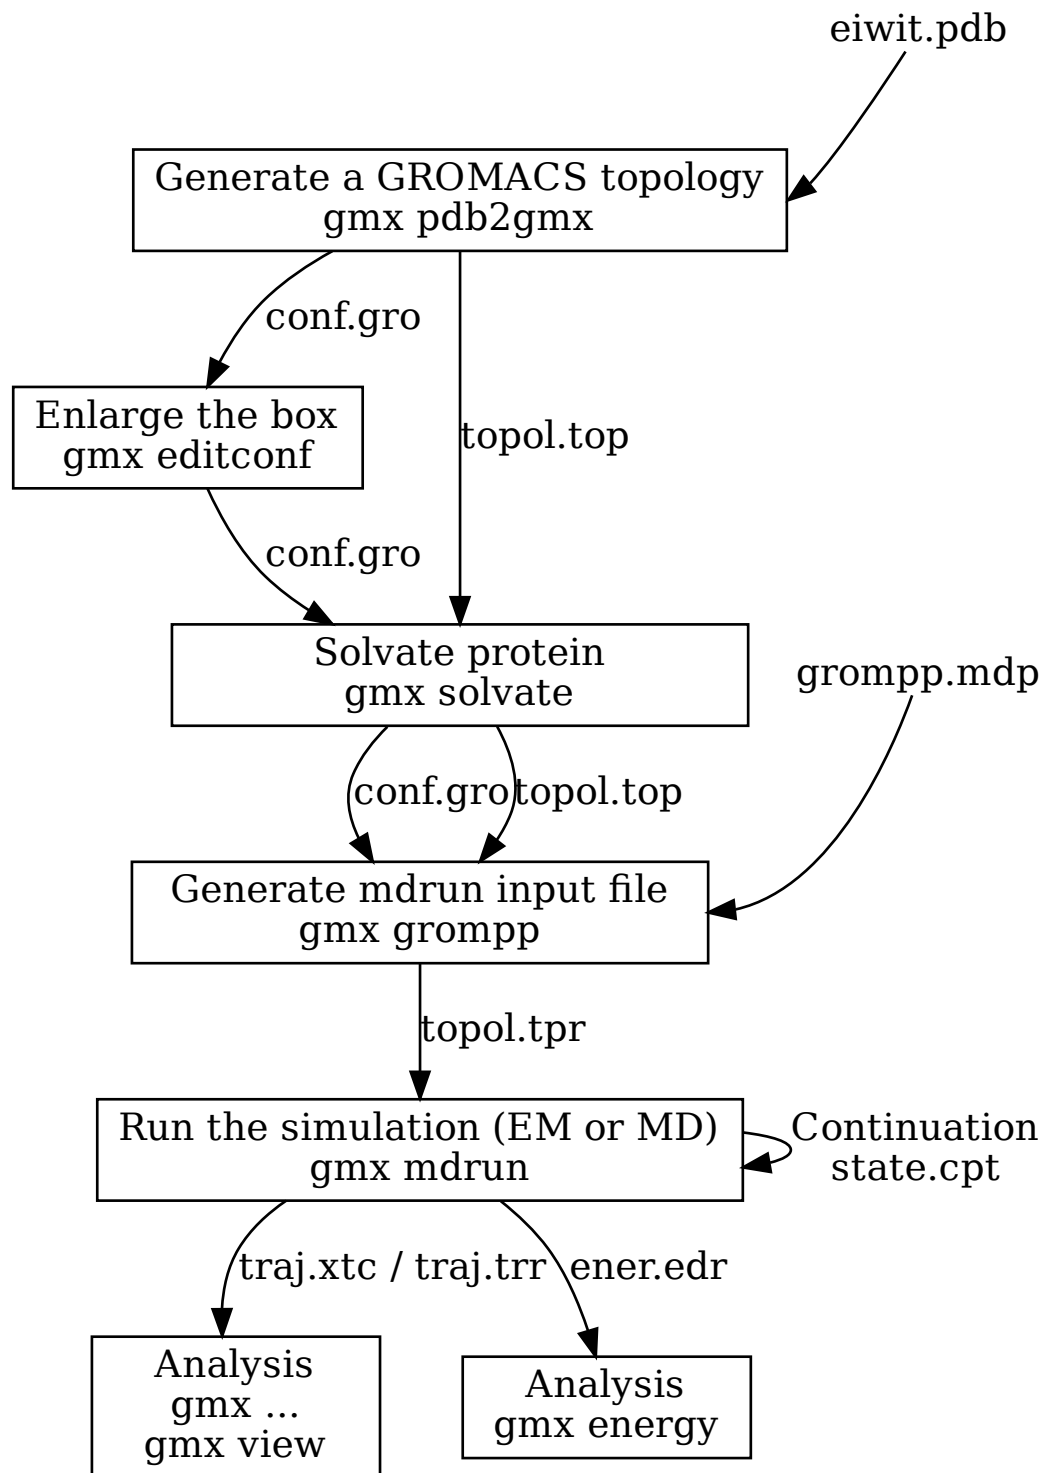 eiwit.pdb
Generate a GROMACS topology
gmx pdb2gmx
conf.gro
Enlarge the box
gmx editconf
topol.top
conf.gro
Solvate protein
gmx solvate
grompp.mdp
conf.gro
topol.top
Generate mdrun input file
gmx grompp
topol.tpr
Run the simulation (EM or MD)
gmx mdrun
Continuation
state.cpt
traj.xtc / traj.trr
ener.edr
Analysis
gmx ...
gmx view
Analysis
gmx energy